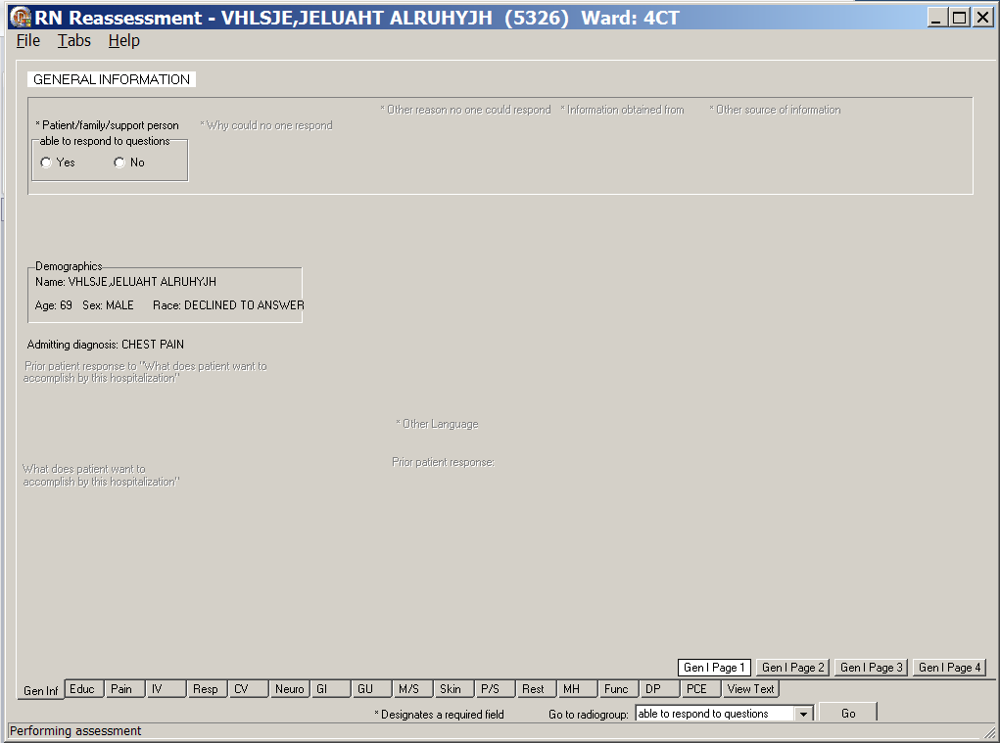 RN Reassessment - VHLSJE,JELUAHT ALRUHYJH (5326) Ward: 4CT
File Tabs Help
GENERAL INFORMATION
* Other reason no one could respond * Information obtained from * Other source of information
* Patient/family/support person * Why could no one respond
able to respond to questions
Yes No
Demographics
Name: VHLSJE,JELUAHT ALRUHYJH
Age: 69 Sex: MALE Race: DECLINED TO ANSWER
Admitting diagnosis: CHEST PAIN
Prior patient response to "What does patient want to
accomplish by this hospitalization"
* Other Language
Prior patient response:
What does patient want to
accomplish by this hospitalization"
Gen I Page 1 Gen I Page 2 Gen I Page 3 Gen I Page 4
Gen Inf Educ Pain IV Resp CV Neuro GI GU M/S Skin P/S Rest MH Func DP PCE View Text
* Designates a required field Go to radiogroup: able to respond to questions Go
Performing assessment